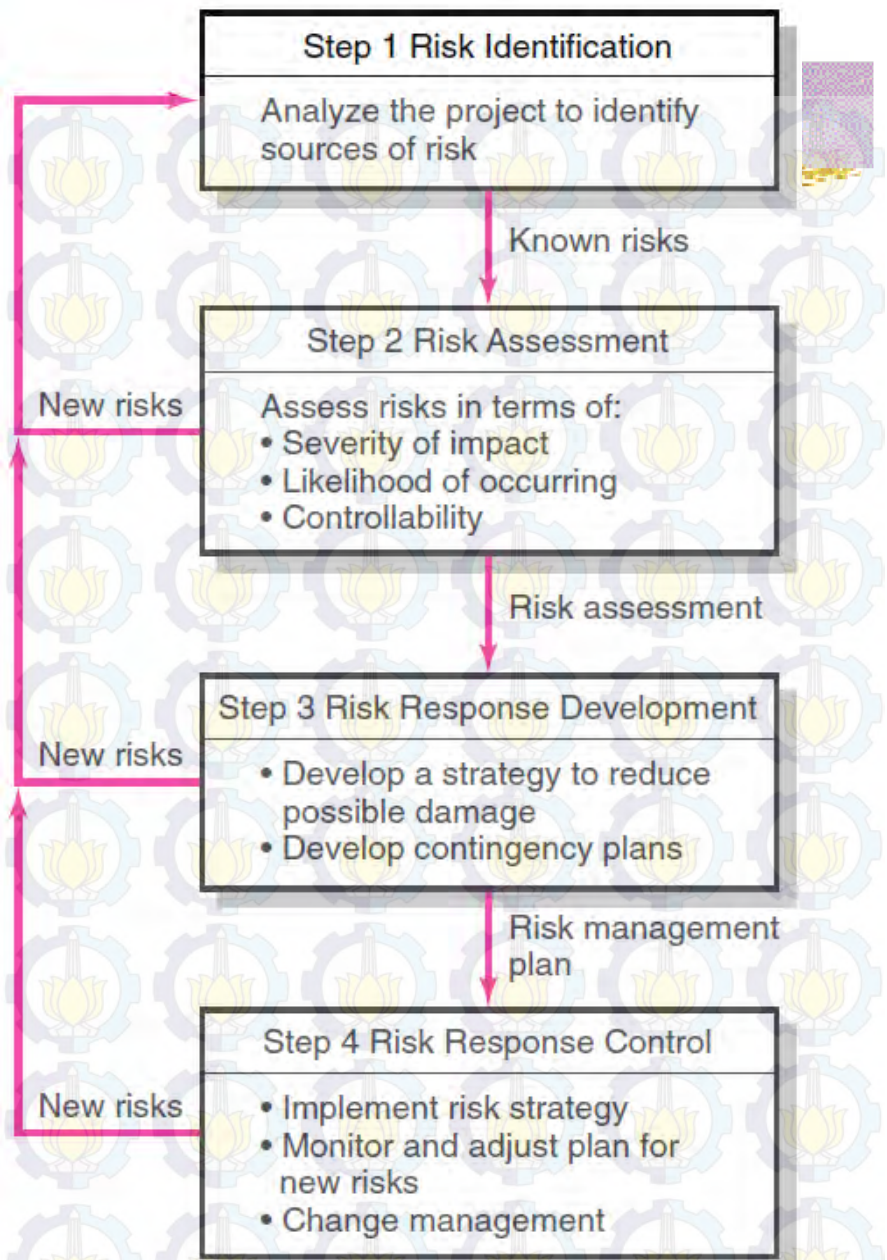 Step 1 Risk Identification
Analyze the project to identify
sources of risk
Known risks
Step 2 Risk Assessment
New risks
Assess risks in terms of:
• Severity of impact
• Likelihood of occurring
• Controllability
Risk assessment
Step 3 Risk Response Development
New risks
• Develop a strategy to reduce
possible damage
• Develop contingency plans
Risk management
plan
Step 4 Risk Response Control
New risks
• Implement risk strategy
• Monitor and adjust plan for
new risks
• Change management